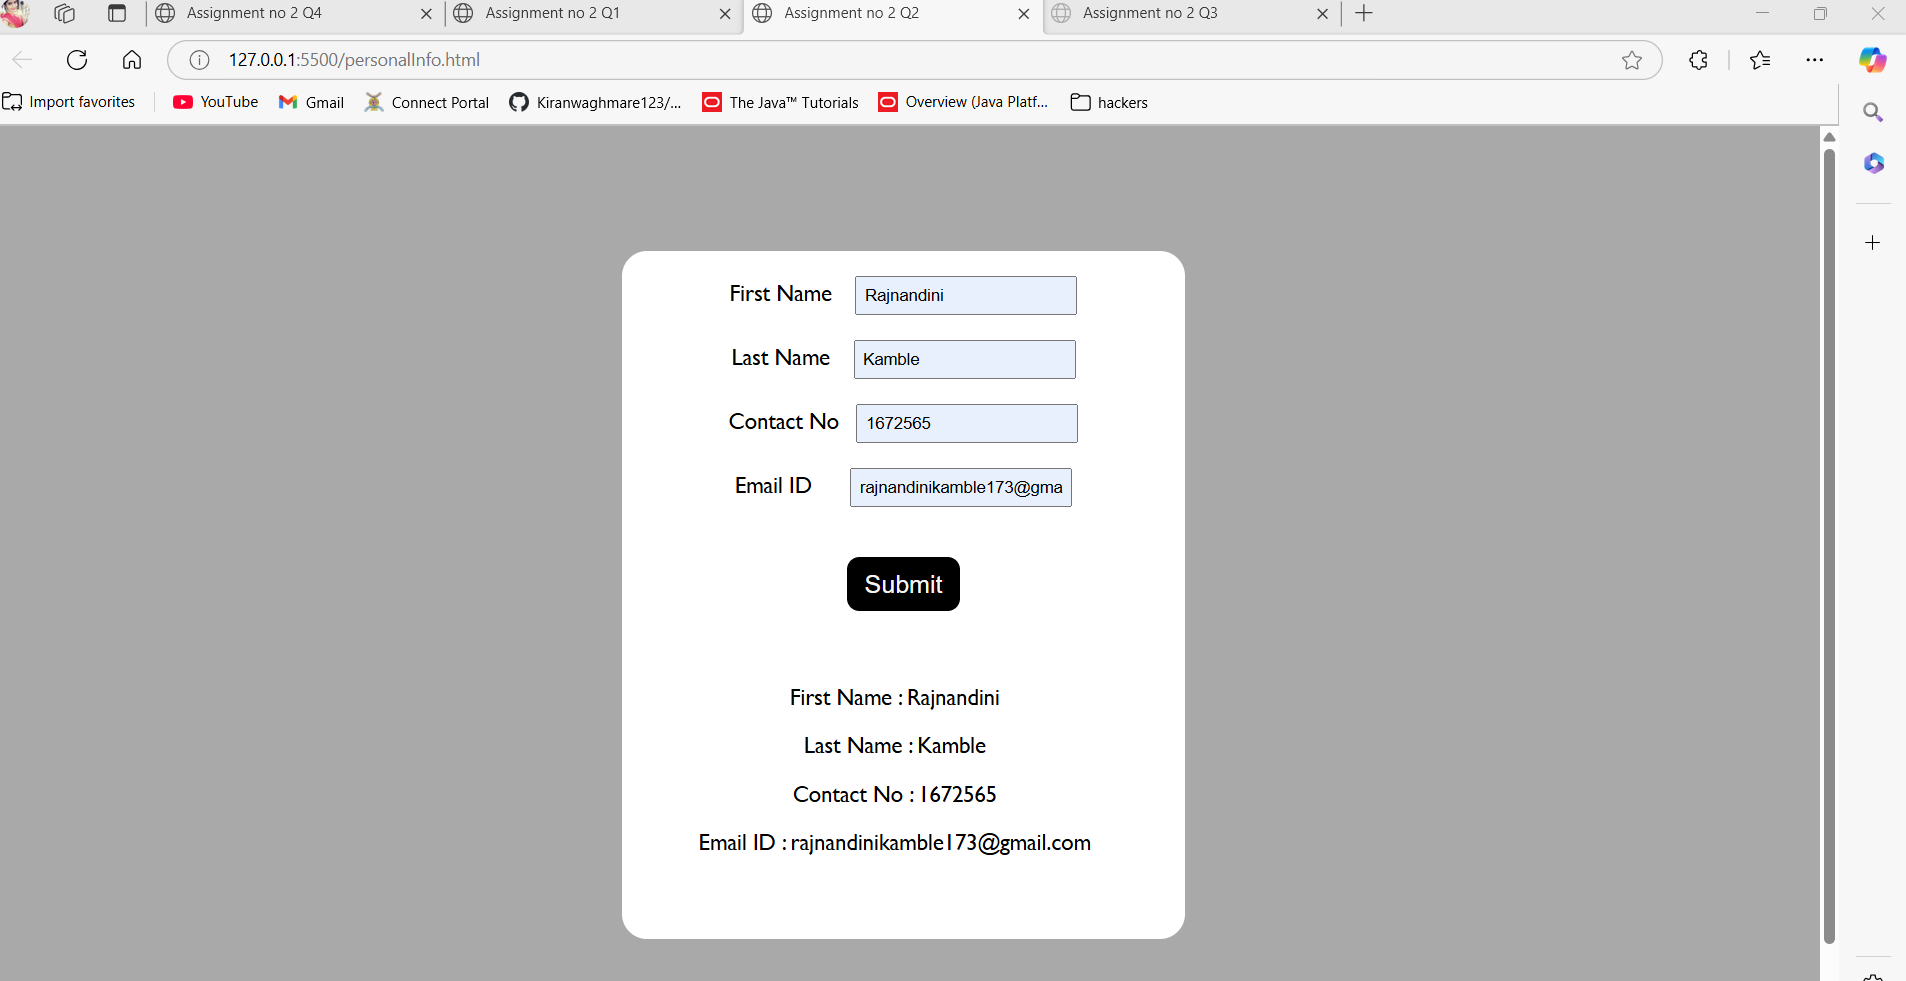 Assignment no 2 Q4
Assignment no 2 Q1
Assignment no 2 Q2
Assignment no 2 Q3
127.0.0.1:5500/personalInfo.html
Import favorites
YouTube
Gmail
Connect Portal
Kiranwaghmare123/...
The Java™ Tutorials
Overview (Java Platf...
hackers
First Name Rajnandini
Last Name Kamble
Contact No 1672565
Email ID rajnandinikamble173@gma
Submit
First Name : Rajnandini
Last Name : Kamble
Contact No : 1672565
Email ID : rajnandinikamble173@gmail.com